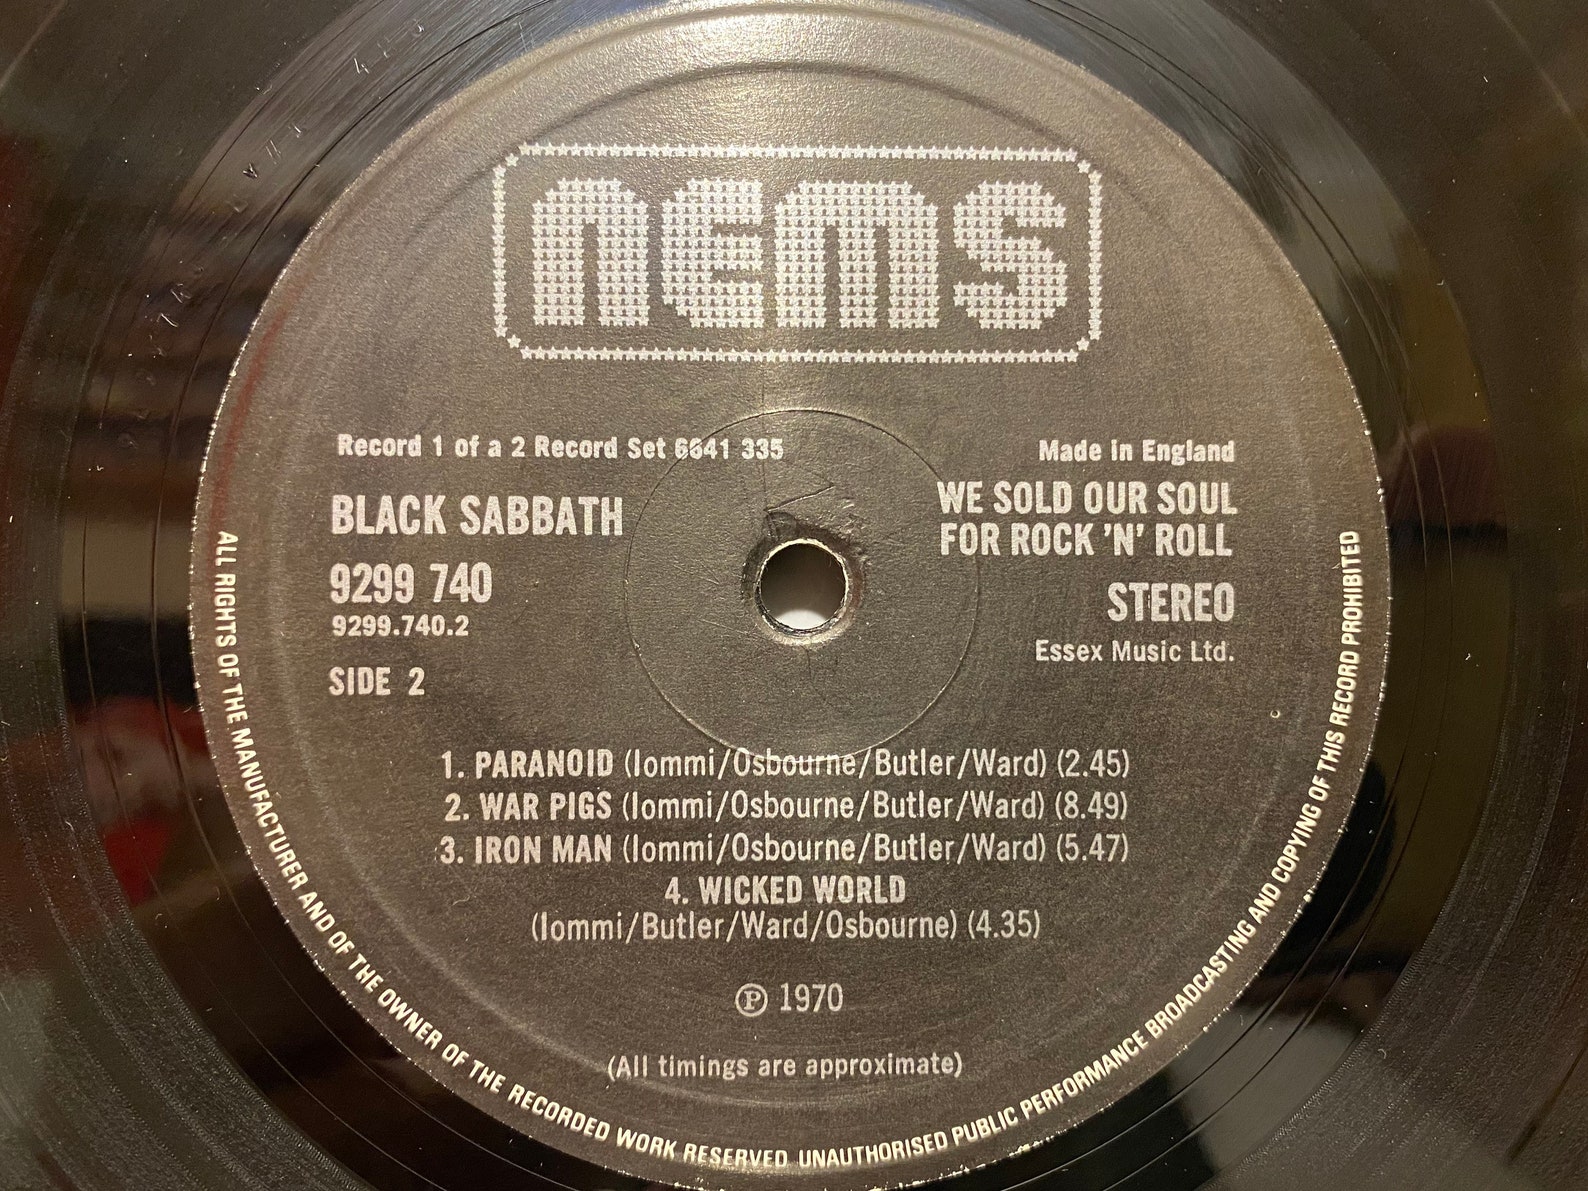 nems
Record 1 of a 2 Record Set 6641 335
Made in England
BLACK SABBATH
WE SOLD OUR SOUL
FOR ROCK 'N' ROLL
9299 740
9299.740.2
STEREO
Essex Music Ltd.
SIDE 2
1. PARANOID (Iommi/Osbourne/Butler/Ward) (2.45)
2. WAR PIGS (Iommi/Osbourne/Butler/Ward) (8.49)
3. IRON MAN (Iommi/Osbourne/Butler/Ward) (5.47)
4. WICKED WORLD
(Iommi/Butler/Ward/Osbourne) (4.35)
℗ 1970
(All timings are approximate)
ALL RIGHTS OF THE MANUFACTURER AND OF THE OWNER OF THE RECORDED WORK RESERVED UNAUTHORISED PUBLIC PERFORMANCE BROADCASTING AND COPYING OF THIS RECORD PROHIBITED